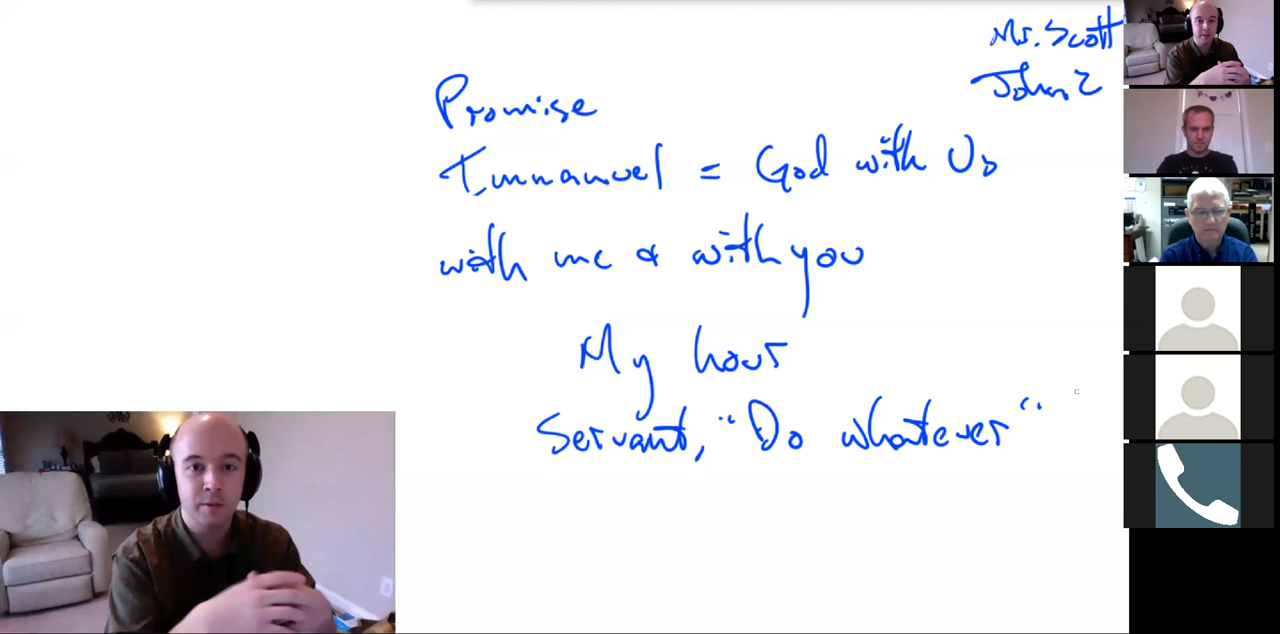 Mr. Scott
John 2
Promise
Immanuel = God with Us
with me & with you
My hour
Servant, "Do whatever"